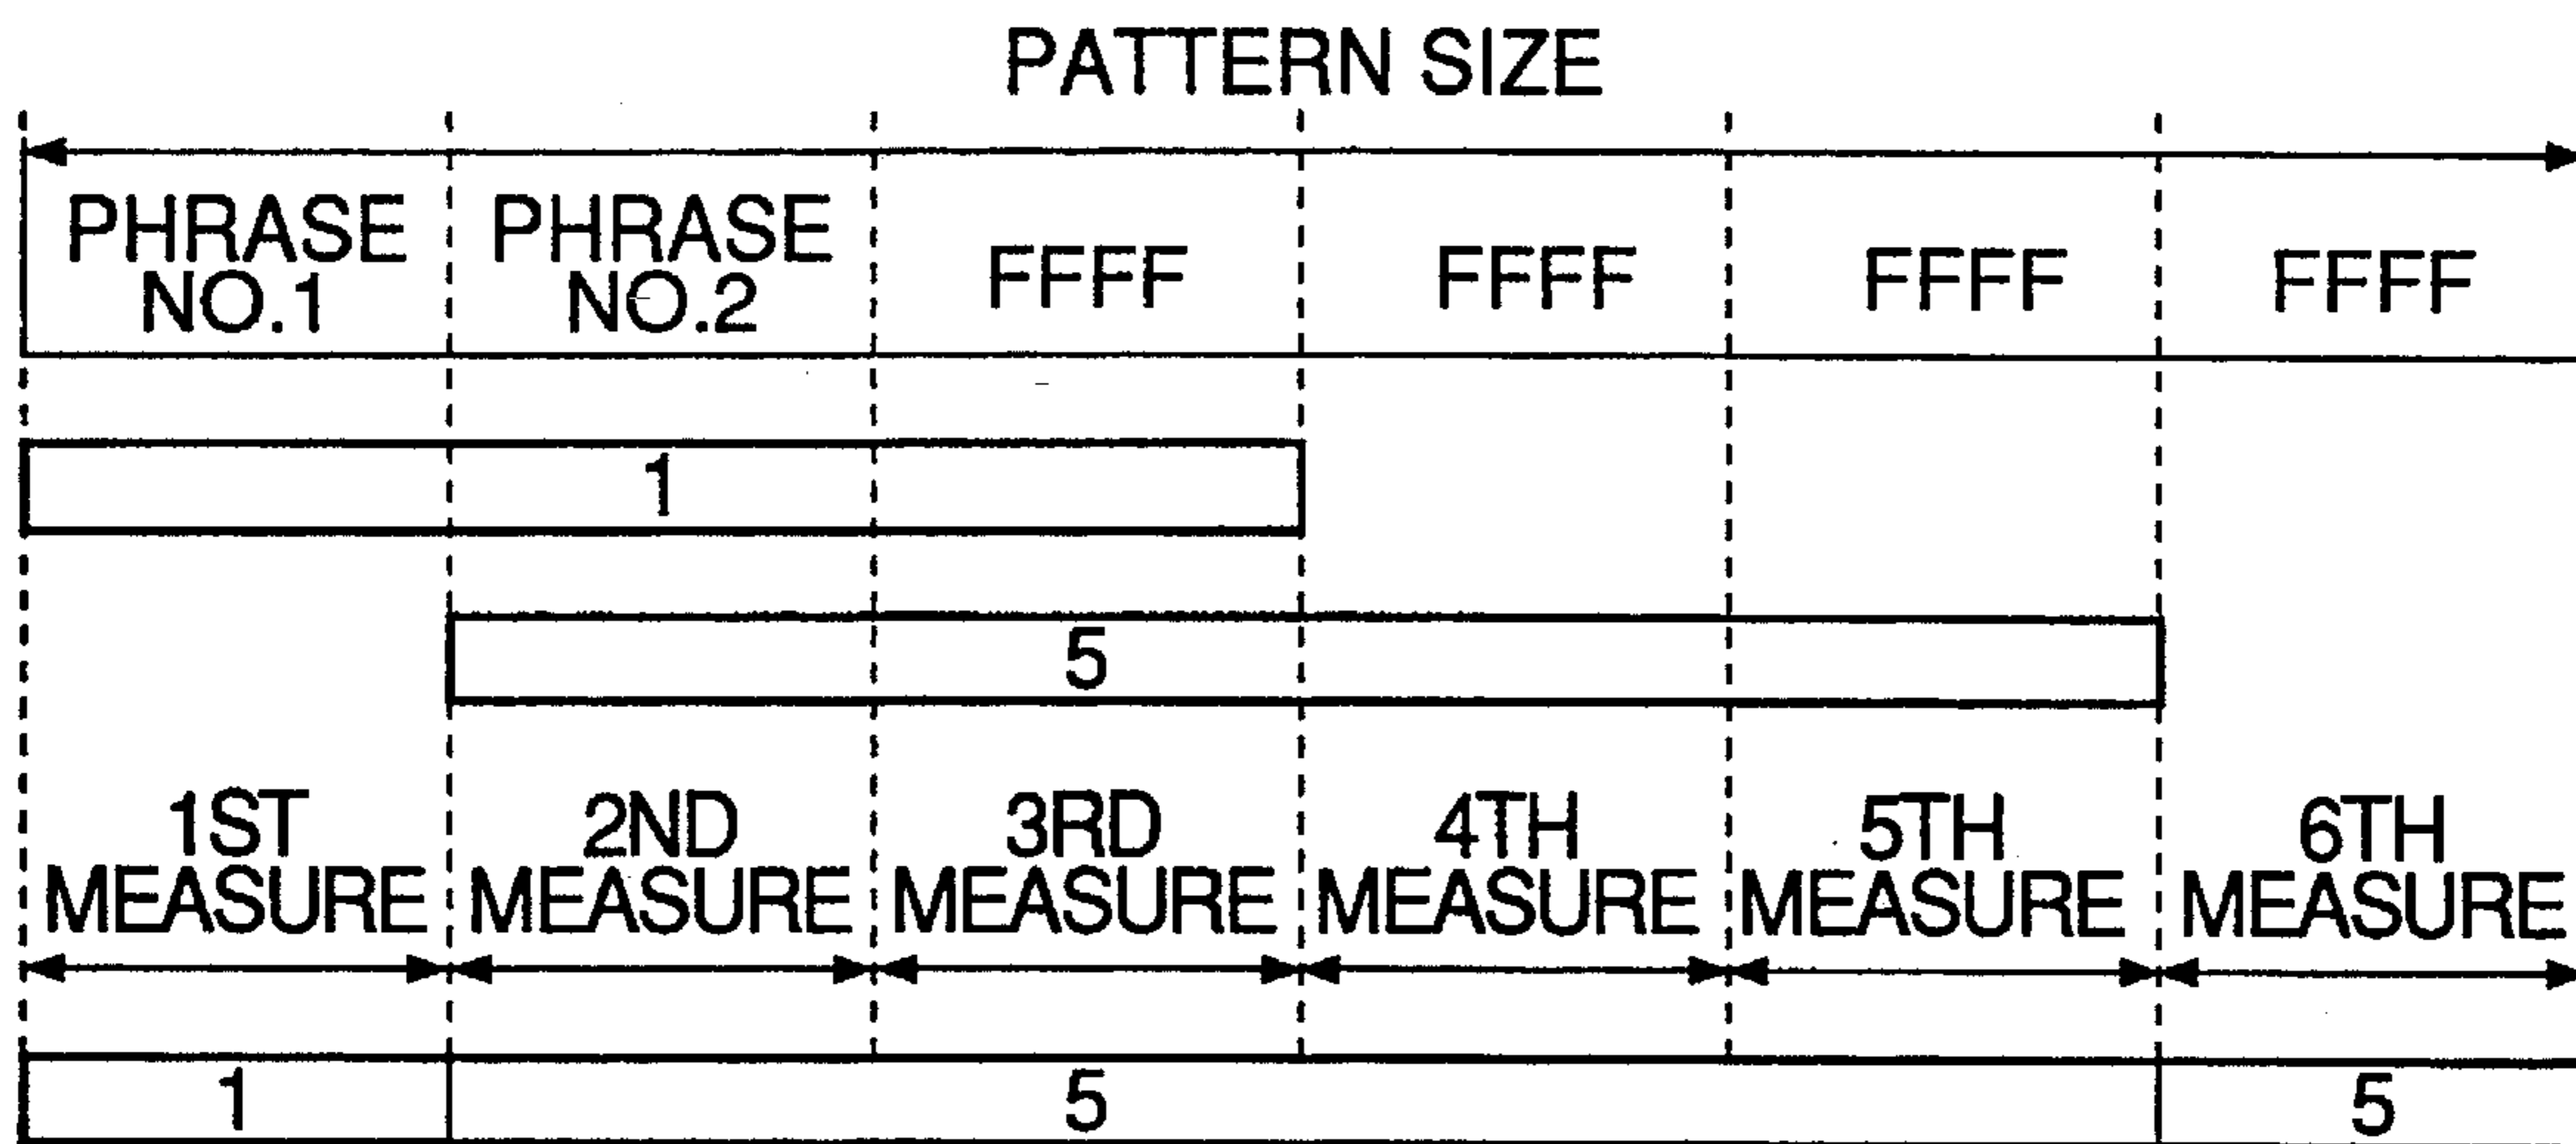 PATTERN SIZE
PHRASE NO.1
PHRASE NO.2
FFFF
FFFF
FFFF
FFFF
1
5
1ST MEASURE
2ND MEASURE
3RD MEASURE
4TH MEASURE
5TH MEASURE
6TH MEASURE
1
5
5